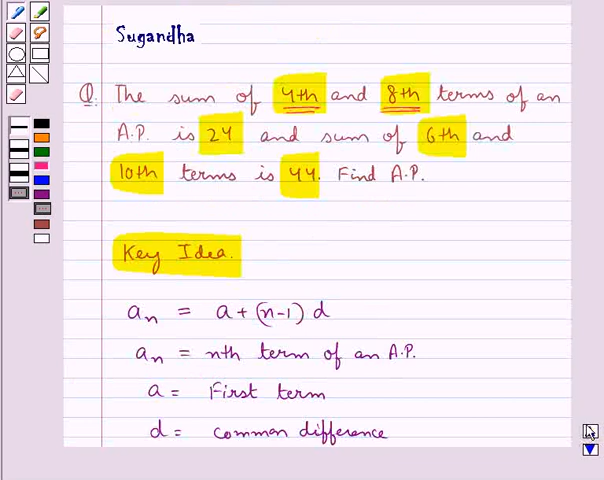 Sugandha
Q. The sum of 4th and 8th terms of an
A.P. is 24 and sum of 6th and
10th terms is 44. Find A.P.
Key Idea.
an = a + (n-1) d
an = nth term of an A.P.
a = First term
d = common difference